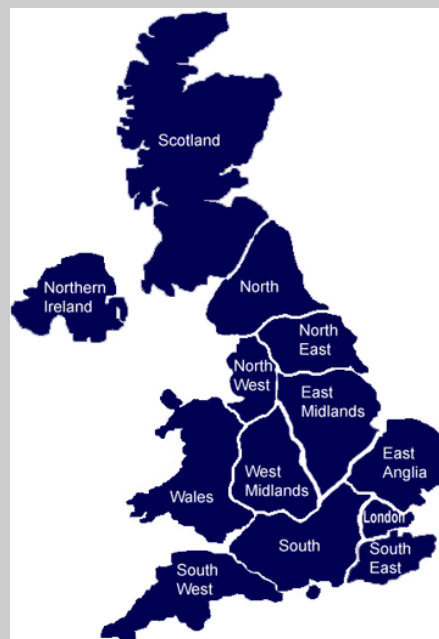 Scotland
Northern
Ireland
North
North
East
North
West
East
Midlands
East
Anglia
West
Midlands
Wales
London
South
South
East
South
West